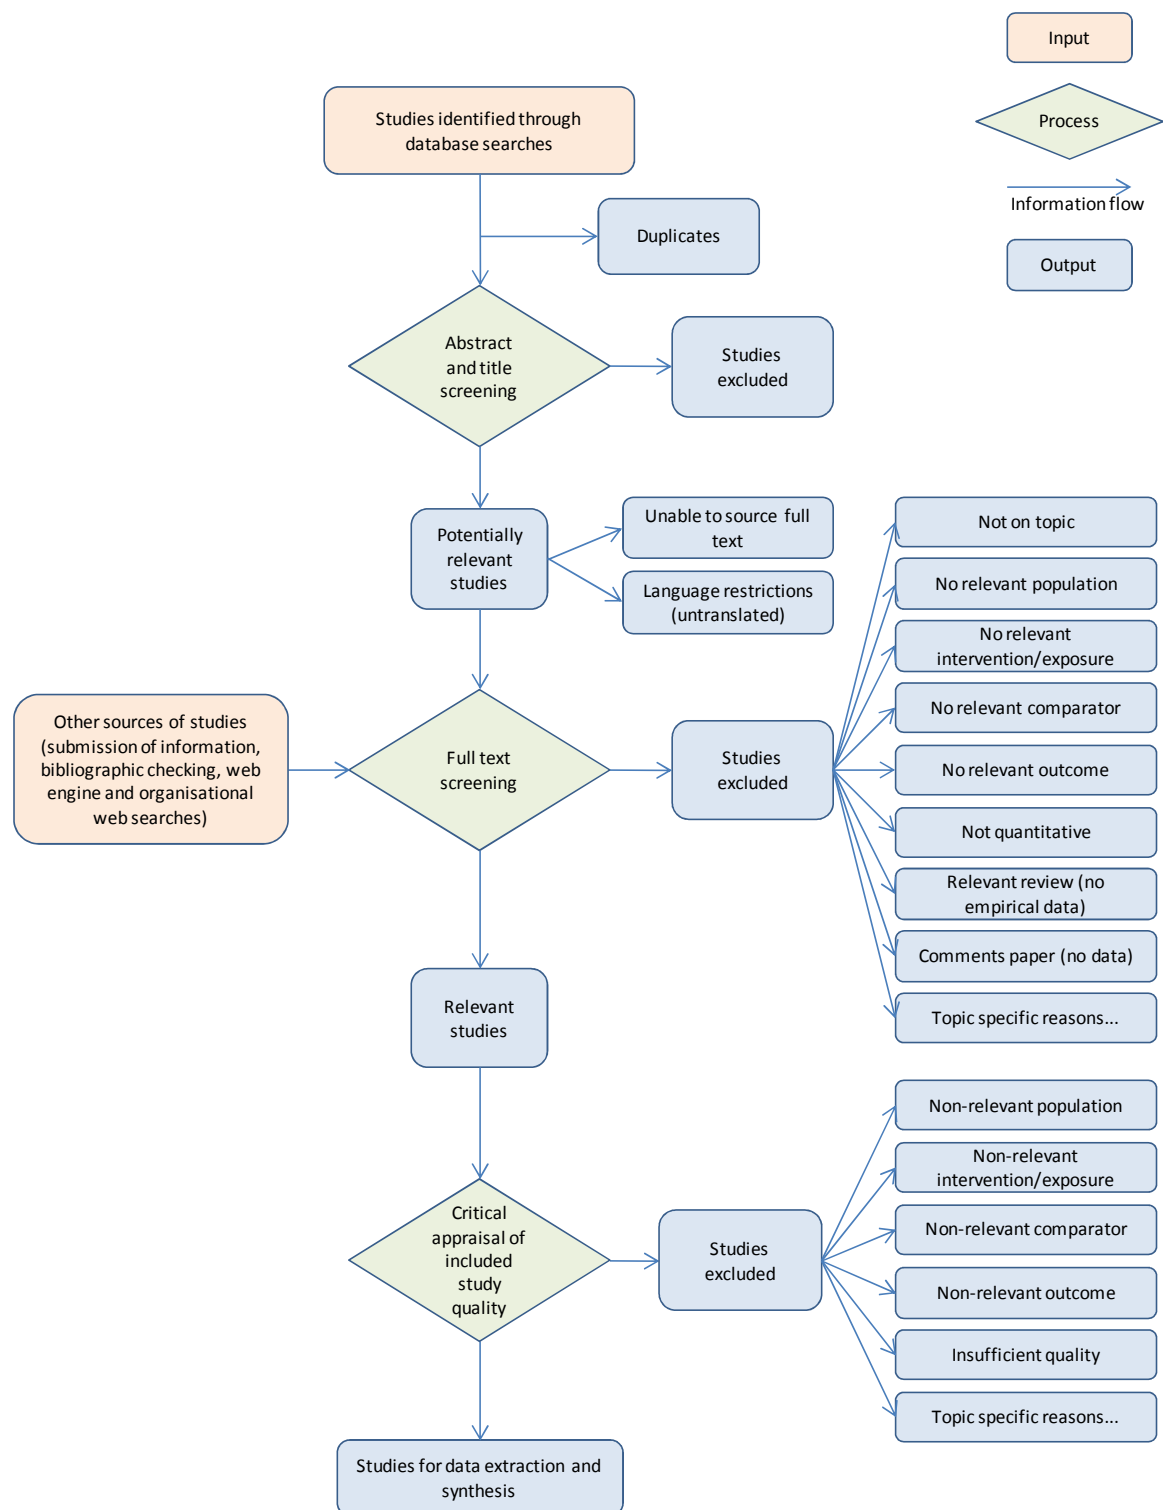 Input
Studies identified through
database searches
Process
Information flow
Duplicates
Output
Abstract
and title
screening
Studies
excluded
Potentially
relevant
studies
Unable to source full
text
Language restrictions
(untranslated)
Not on topic
No relevant population
No relevant
intervention/exposure
No relevant comparator
No relevant outcome
Not quantitative
Relevant review (no
empirical data)
Comments paper (no data)
Topic specific reasons...
Other sources of studies
(submission of information,
bibliographic checking, web
engine and organisational
web searches)
Full text
screening
Studies
excluded
Relevant
studies
Critical
appraisal of
included
study
quality
Studies
excluded
Non-relevant population
Non-relevant
intervention/exposure
Non-relevant comparator
Non-relevant outcome
Insufficient quality
Topic specific reasons...
Studies for data extraction and
synthesis